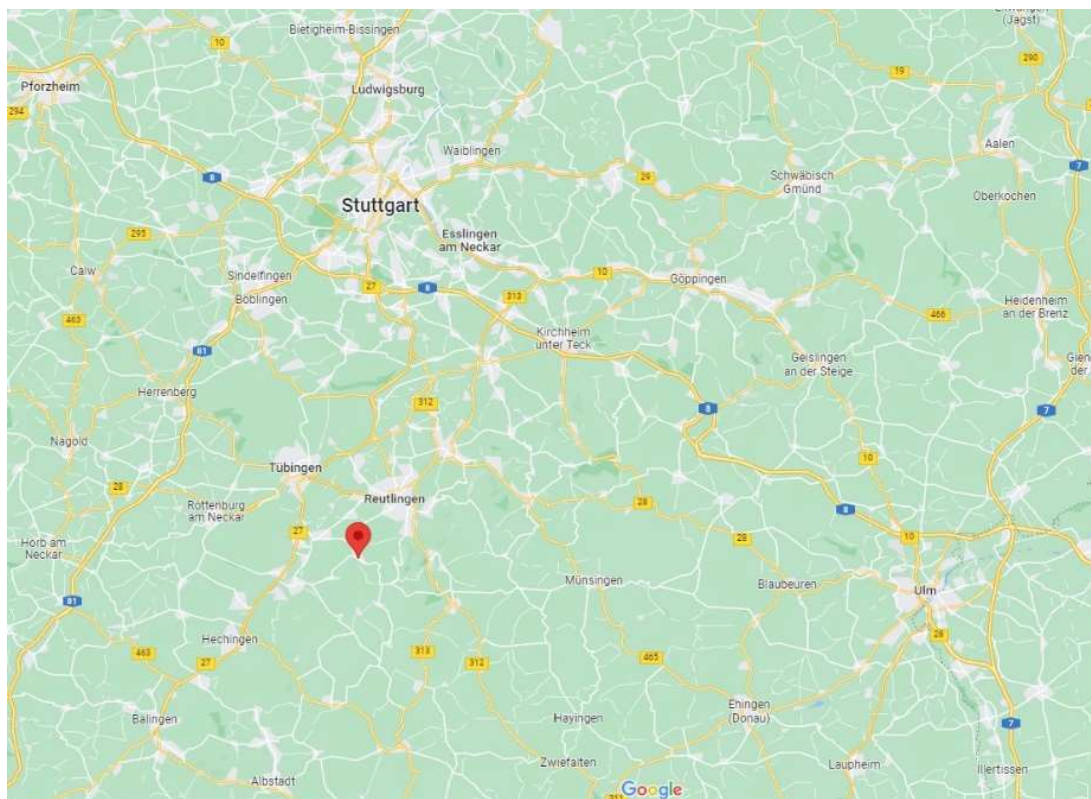 Bietigheim-Bissingen
(Jagst)
10
290
19
Pforzheim
Ludwigsburg
294
Waiblingen
Aalen
7
8
29
Schwäbisch
Gmünd
Oberkochen
Stuttgart
295
Esslingen
am Neckar
Calw
Sindelfingen
10
Göppingen
27
8
313
Böblingen
Heidenheim
an der Brenz
463
466
Kirchheim
unter Teck
81
Geislingen
an der Steige
Herrenberg
312
8
7
Nagold
10
Tübingen
28
Reutlingen
Rottenburg
am Neckar
28
8
27
10
28
Horb am
Neckar
Münsingen
Blaubeuren
Ulm
81
Hechingen
28
463
313
465
27
312
Ehingen
(Donau)
Balingen
Hayingen
7
Zwiefalten
Laupheim
Illertissen
Albstadt
Google